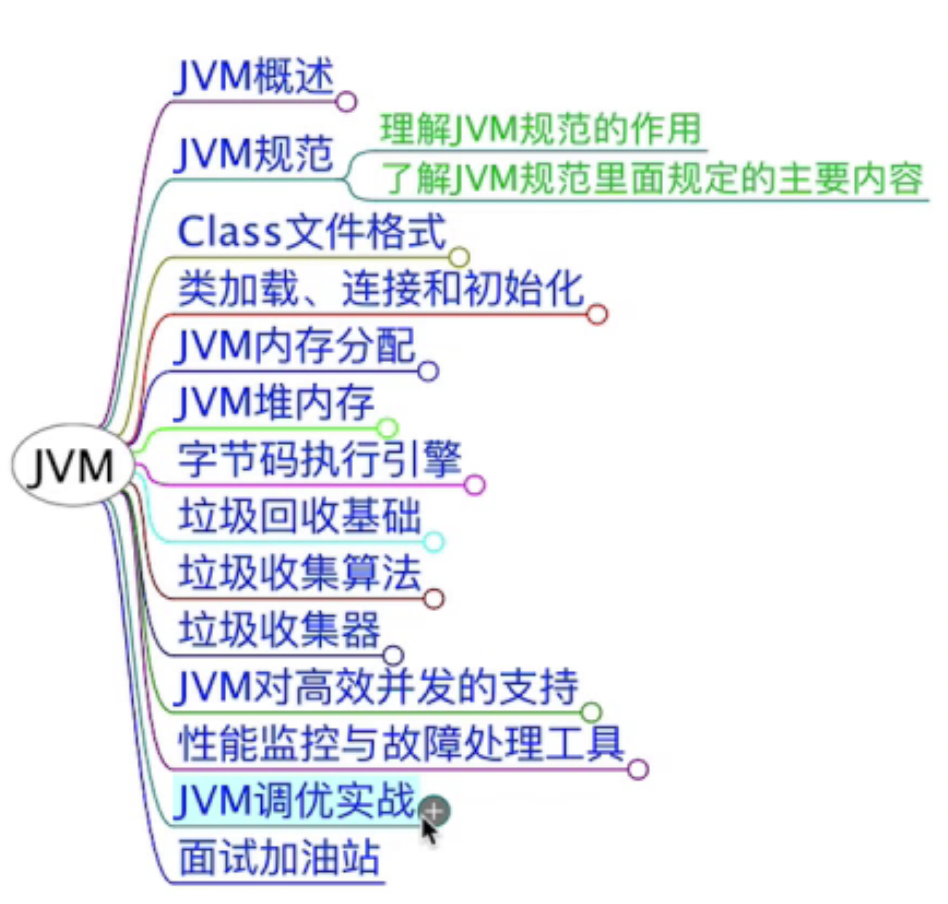 JVM概述
理解JVM规范的作用
JVM规范
了解JVM规范里面规定的主要内容
Class文件格式
类加载、连接和初始化
JVM内存分配
JVM堆内存
JVM
字节码执行引擎
垃圾回收基础
垃圾收集算法
垃圾收集器
JVM对高效并发的支持
性能监控与故障处理工具
JVM调优实战
面试加油站